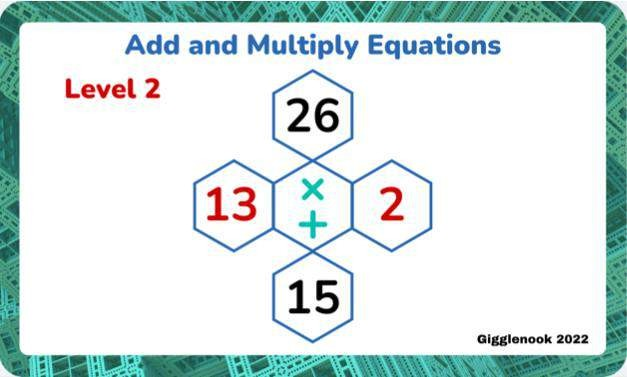 Add and Multiply Equations
Level 2
26
13 × 2
+
15
Gigglenook 2022